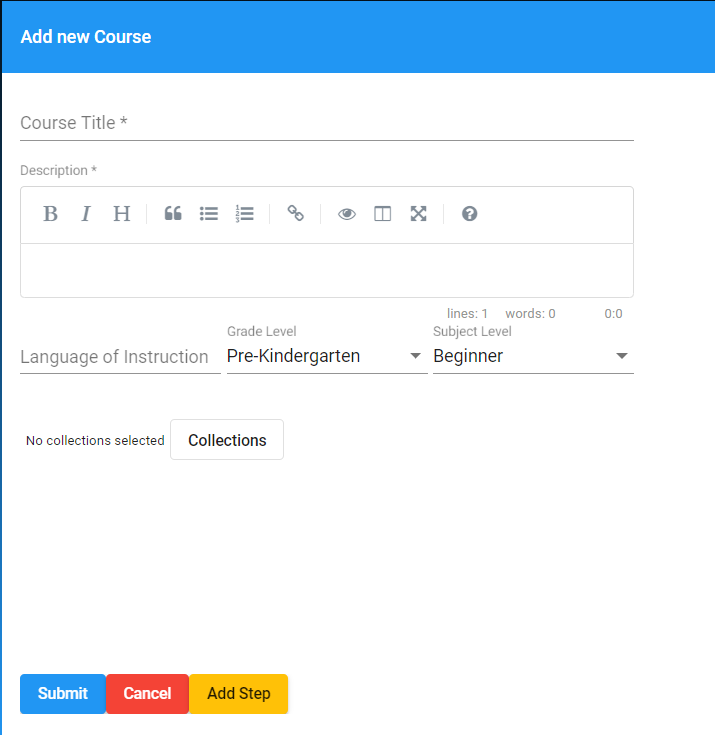 Add new Course
Course Title *
Description *
B I H
lines: 1 words: 0 0:0
Grade Level Subject Level
Language of Instruction Pre-Kindergarten Beginner
No collections selected Collections
Submit Cancel Add Step